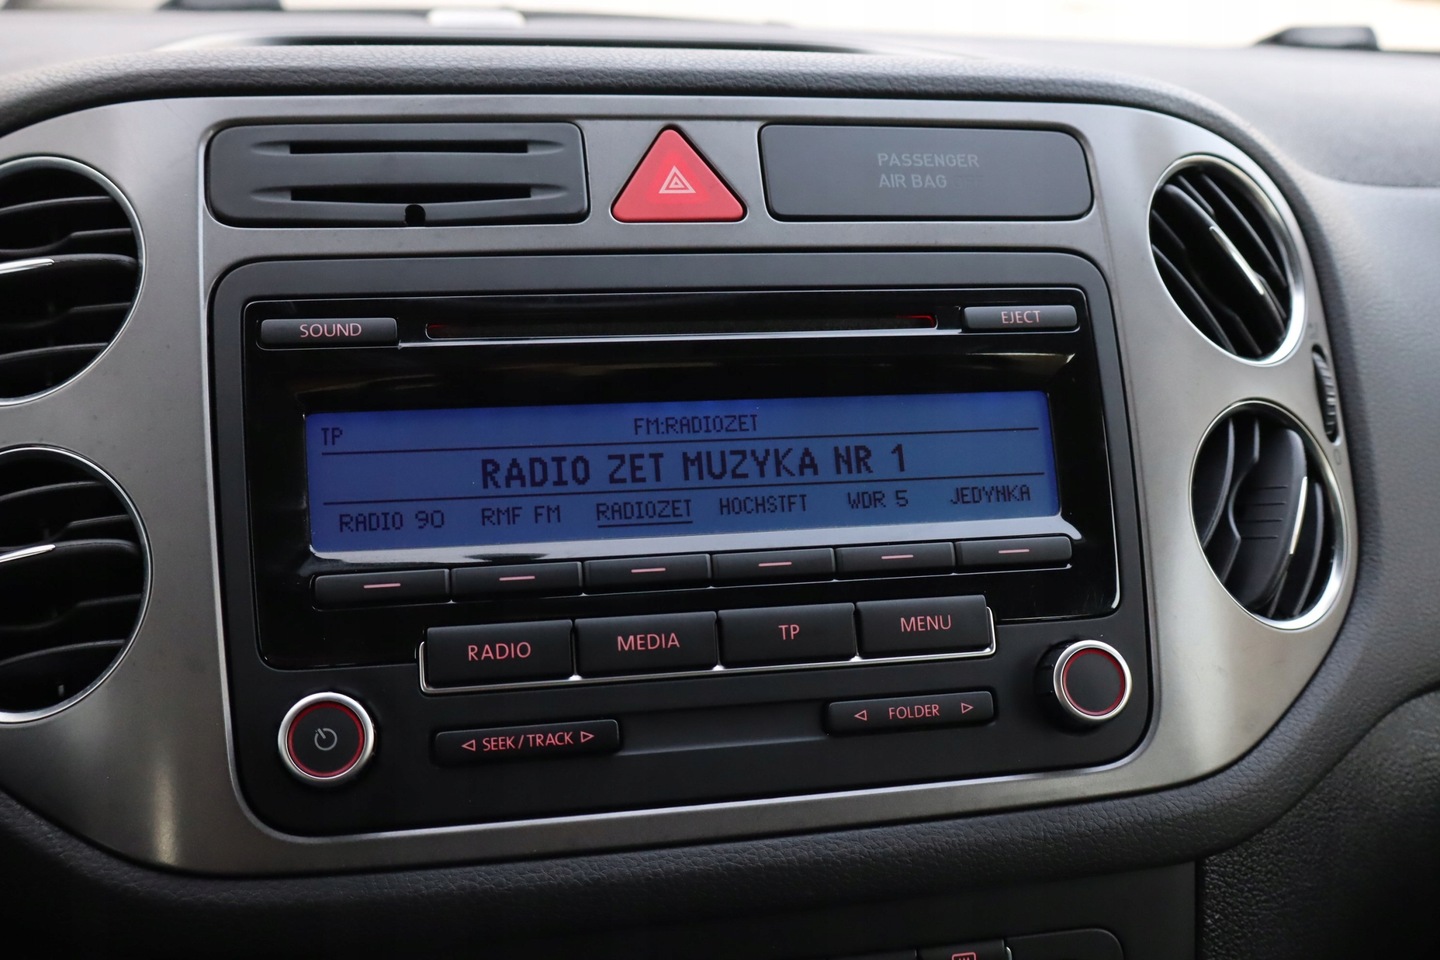 PASSENGER
AIR BAG OFF
SOUND
EJECT
TP
FM:RADIOZET
RADIO ZET MUZYKA NR 1
RADIO 90 RMF FM RADIOZET HOCHSTFT WDR 5 JEDYNKA
RADIO MEDIA TP MENU
SEEK/TRACK
FOLDER